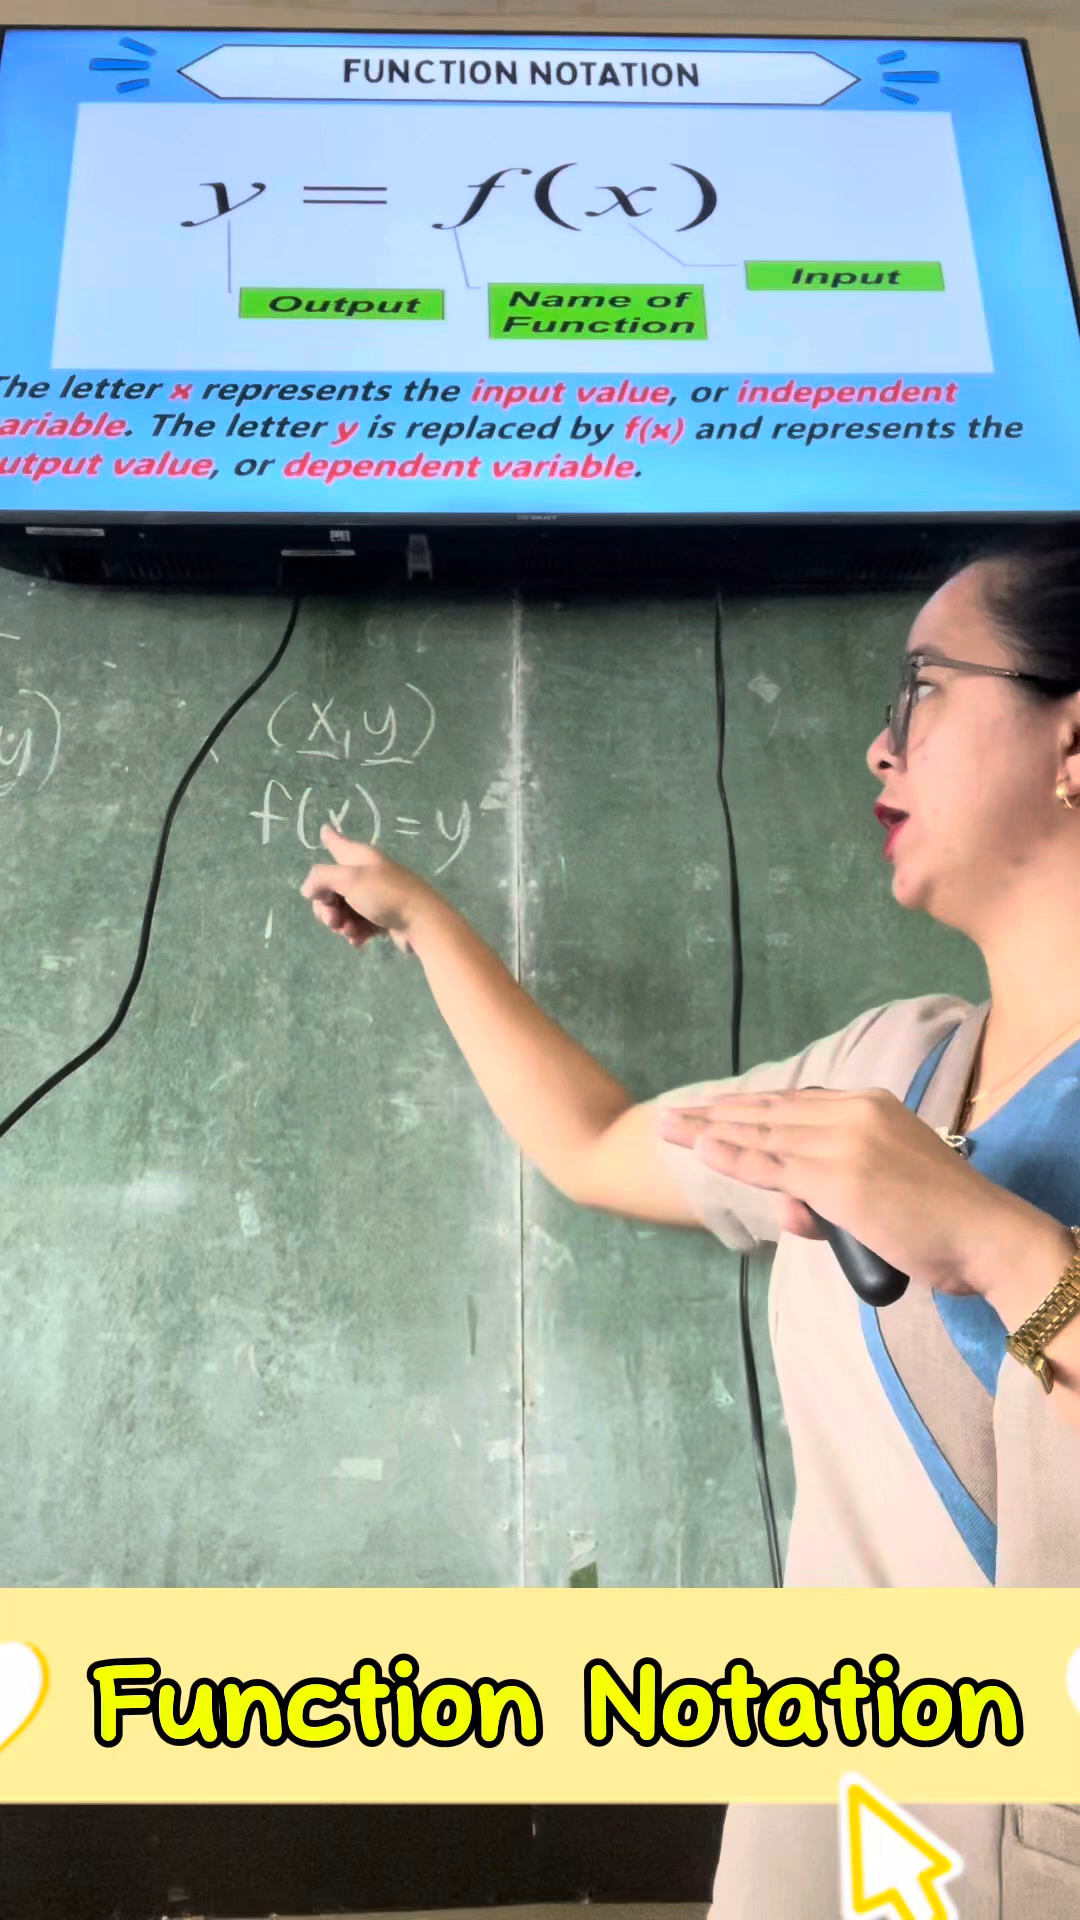 FUNCTION NOTATION
y = f(x)
Output
Name of
Function
Input
The letter x represents the input value, or independent
ariable. The letter y is replaced by f(x) and represents the
utput value, or dependent variable.
y)
(x, y)
f(x) = y
Function Notation